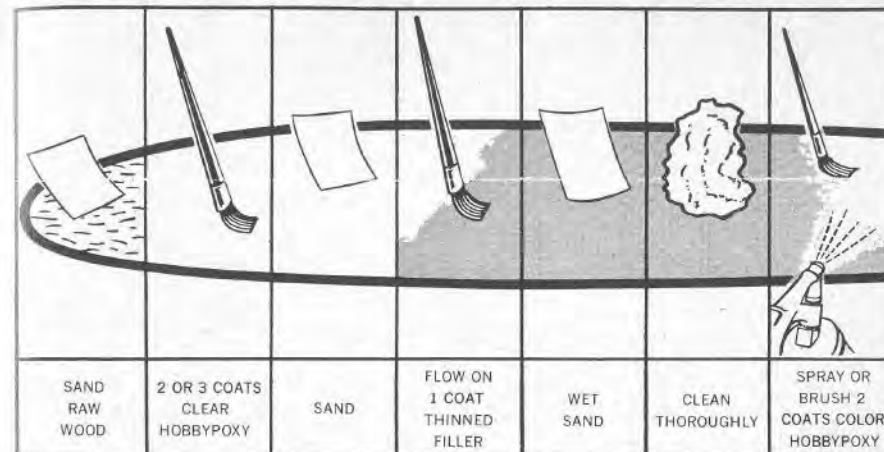 SAND
RAW
WOOD
2 OR 3 COATS
CLEAR
HOBBYPOXY
SAND
FLOW ON
1 COAT
THINNED
FILLER
WET
SAND
CLEAN
THOROUGHLY
SPRAY OR
BRUSH 2
COATS COLOR
HOBBYPOXY